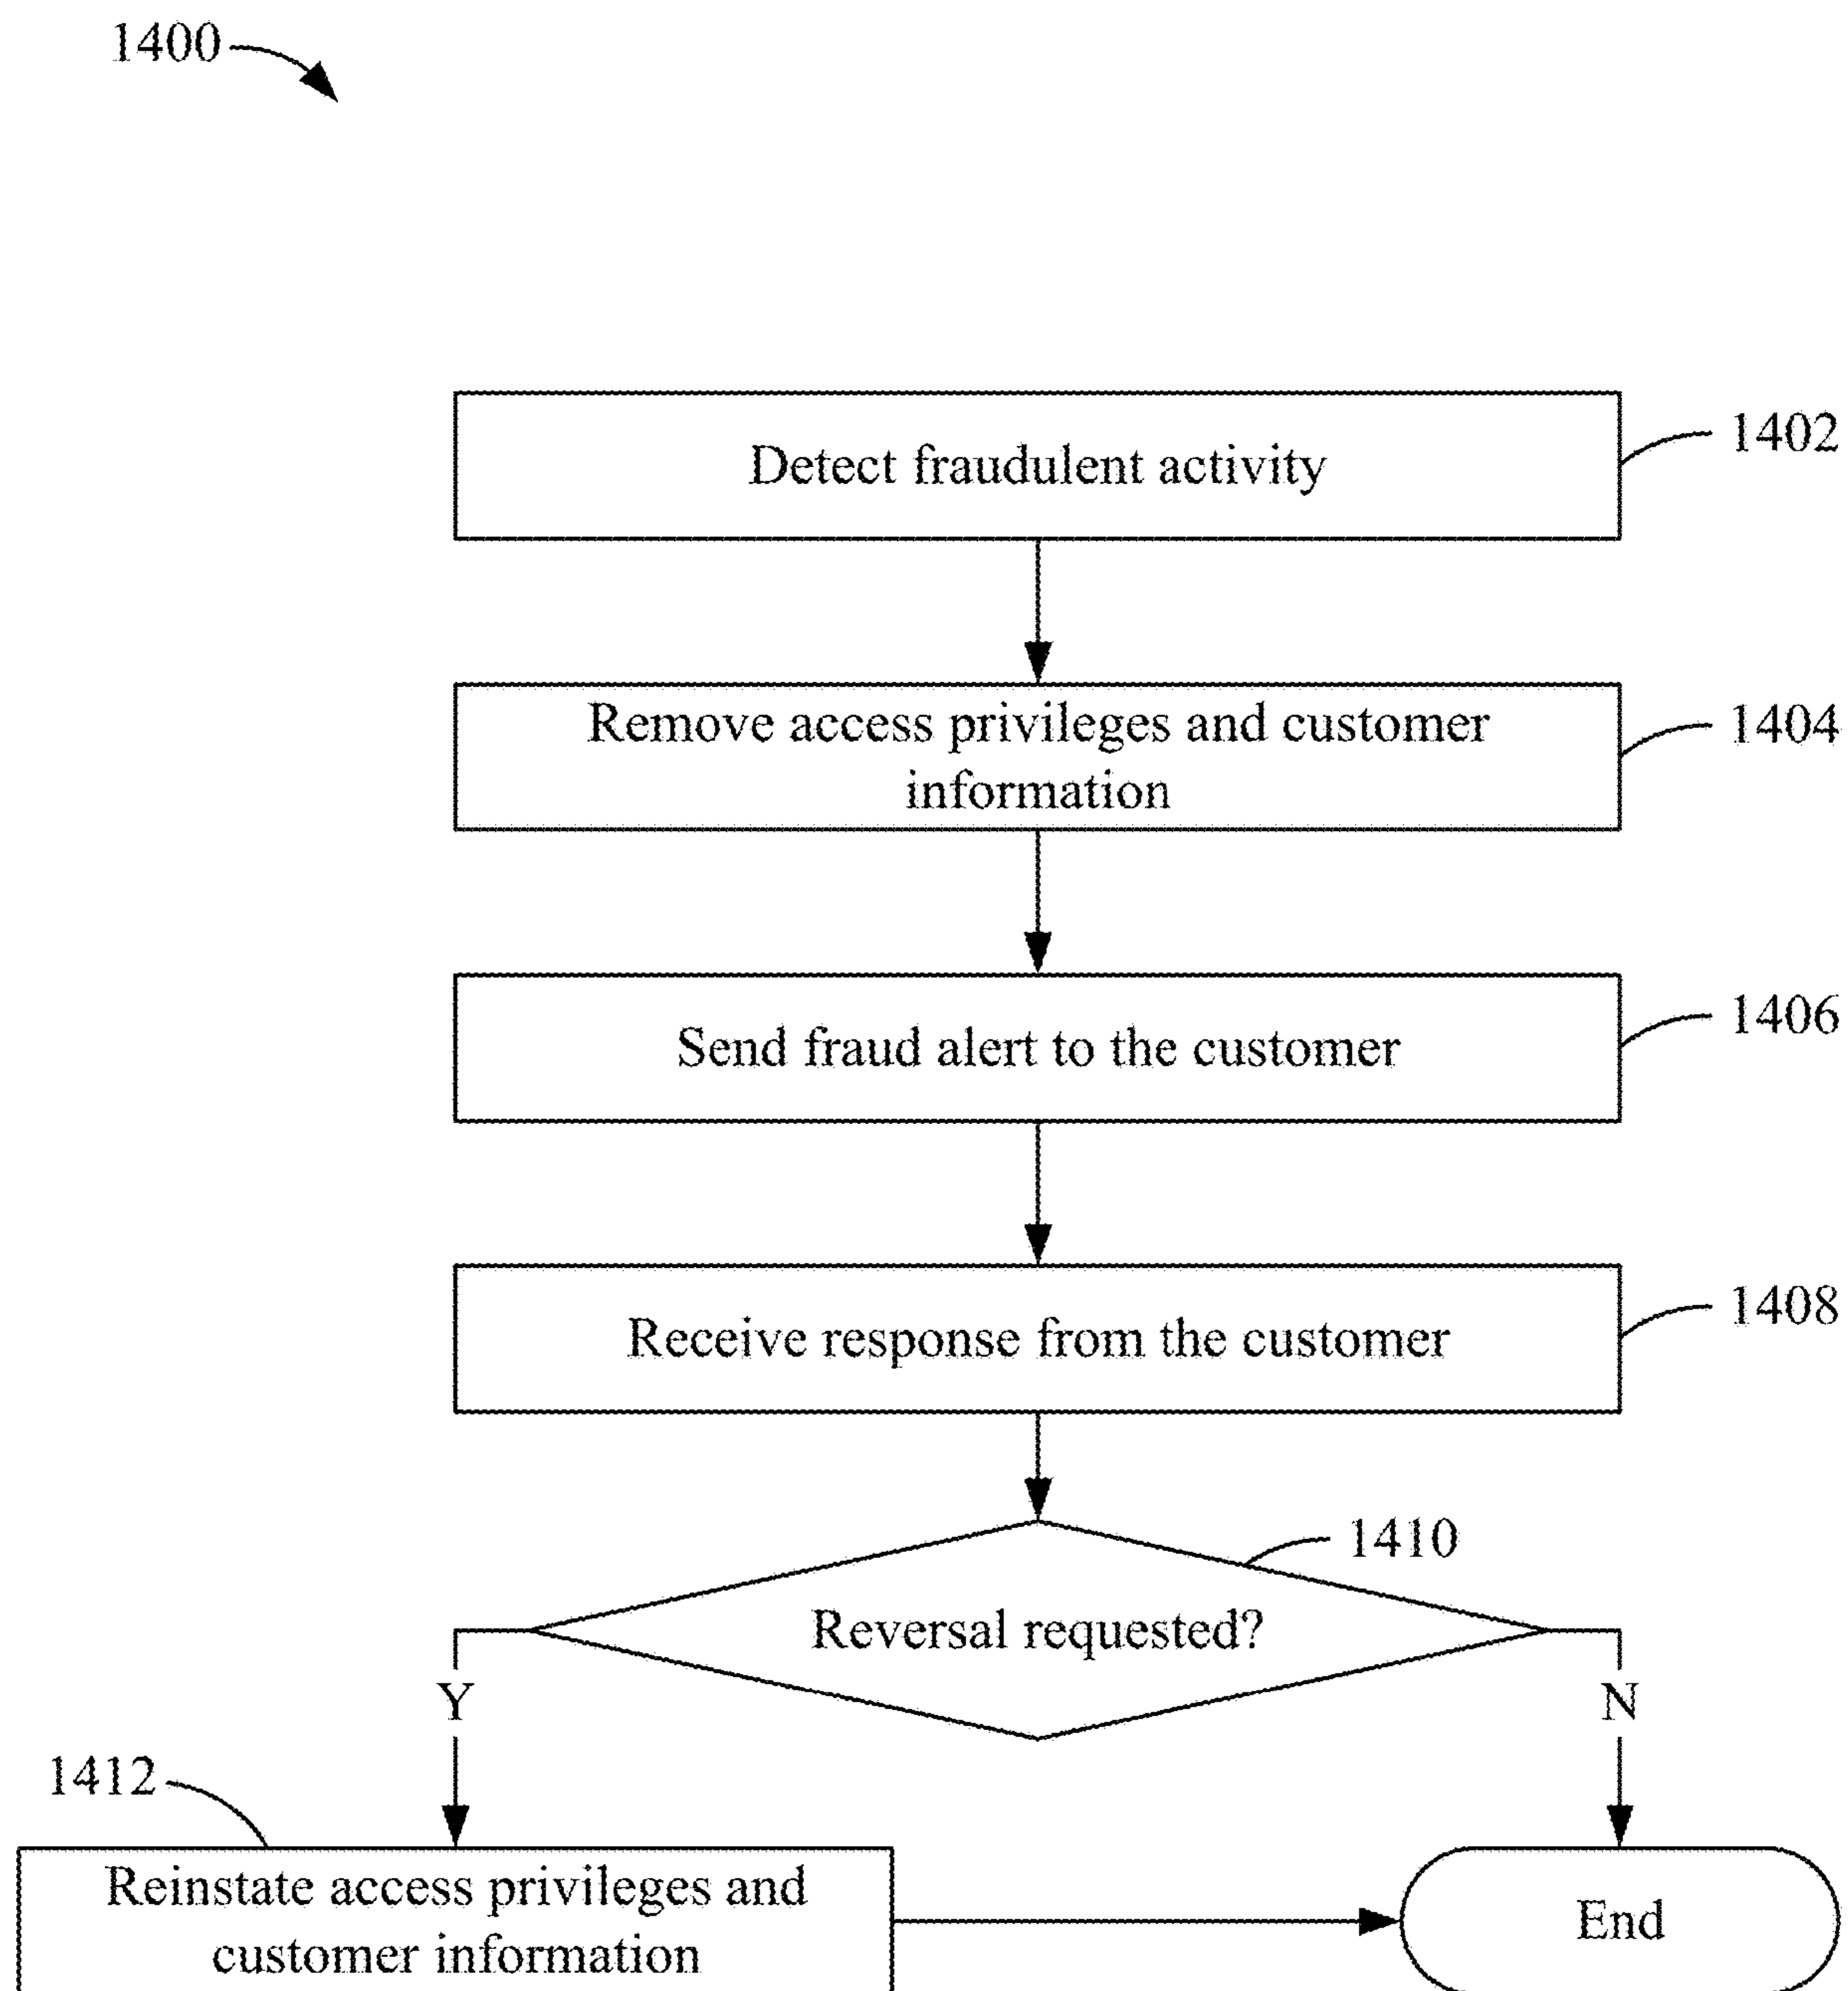 1400
Detect fraudulent activity
1402
Remove access privileges and customer
information
1404
Send fraud alert to the customer
1406
Receive response from the customer
1408
1410
Reversal requested?
Y
N
1412
Reinstate access privileges and
customer information
End